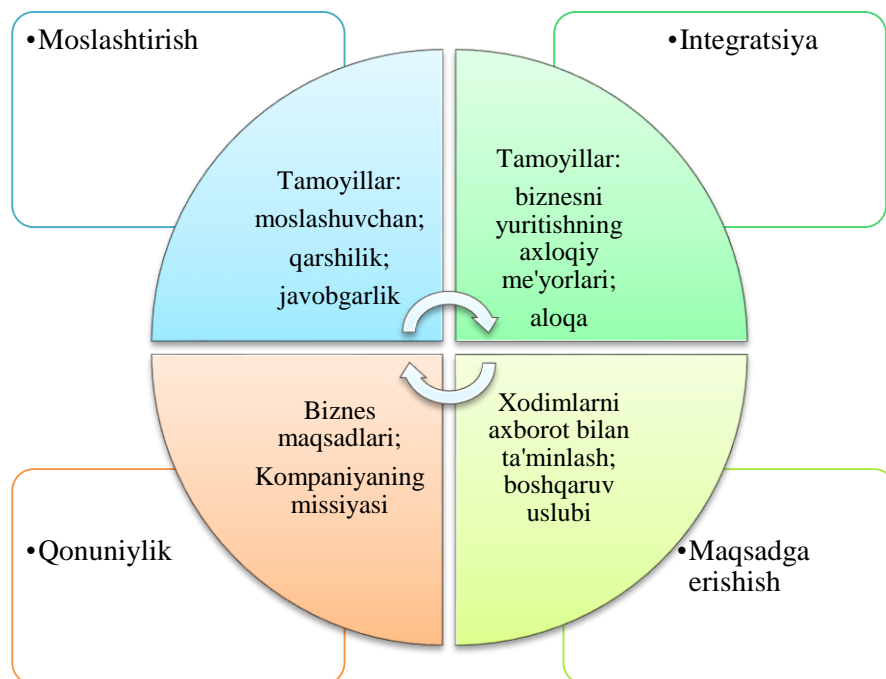 •Moslashtirish
Tamoyillar:
moslashuvchan;
qarshilik;
javobgarlik
•Integratsiya
Tamoyillar:
biznesni
yuritishning
axloqiy
me'yorlari;
aloqa
Biznes
maqsadlari;
Kompaniyaning
missiyasi
•Qonuniylik
Xodimlarni
axborot bilan
ta'minlash;
boshqaruv
uslubi
•Maqsadga
erishish